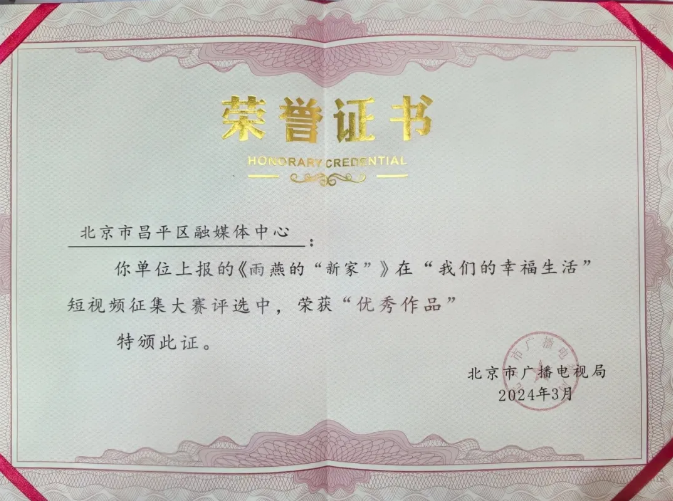 荣誉证书
HONORARY CREDENTIAL
北京市昌平区融媒体中心：
你单位上报的《雨燕的“新家”》在“我们的幸福生活”
短视频征集大赛评选中，荣获“优秀作品”
特颁此证。
北京市广播电视局
2024年3月